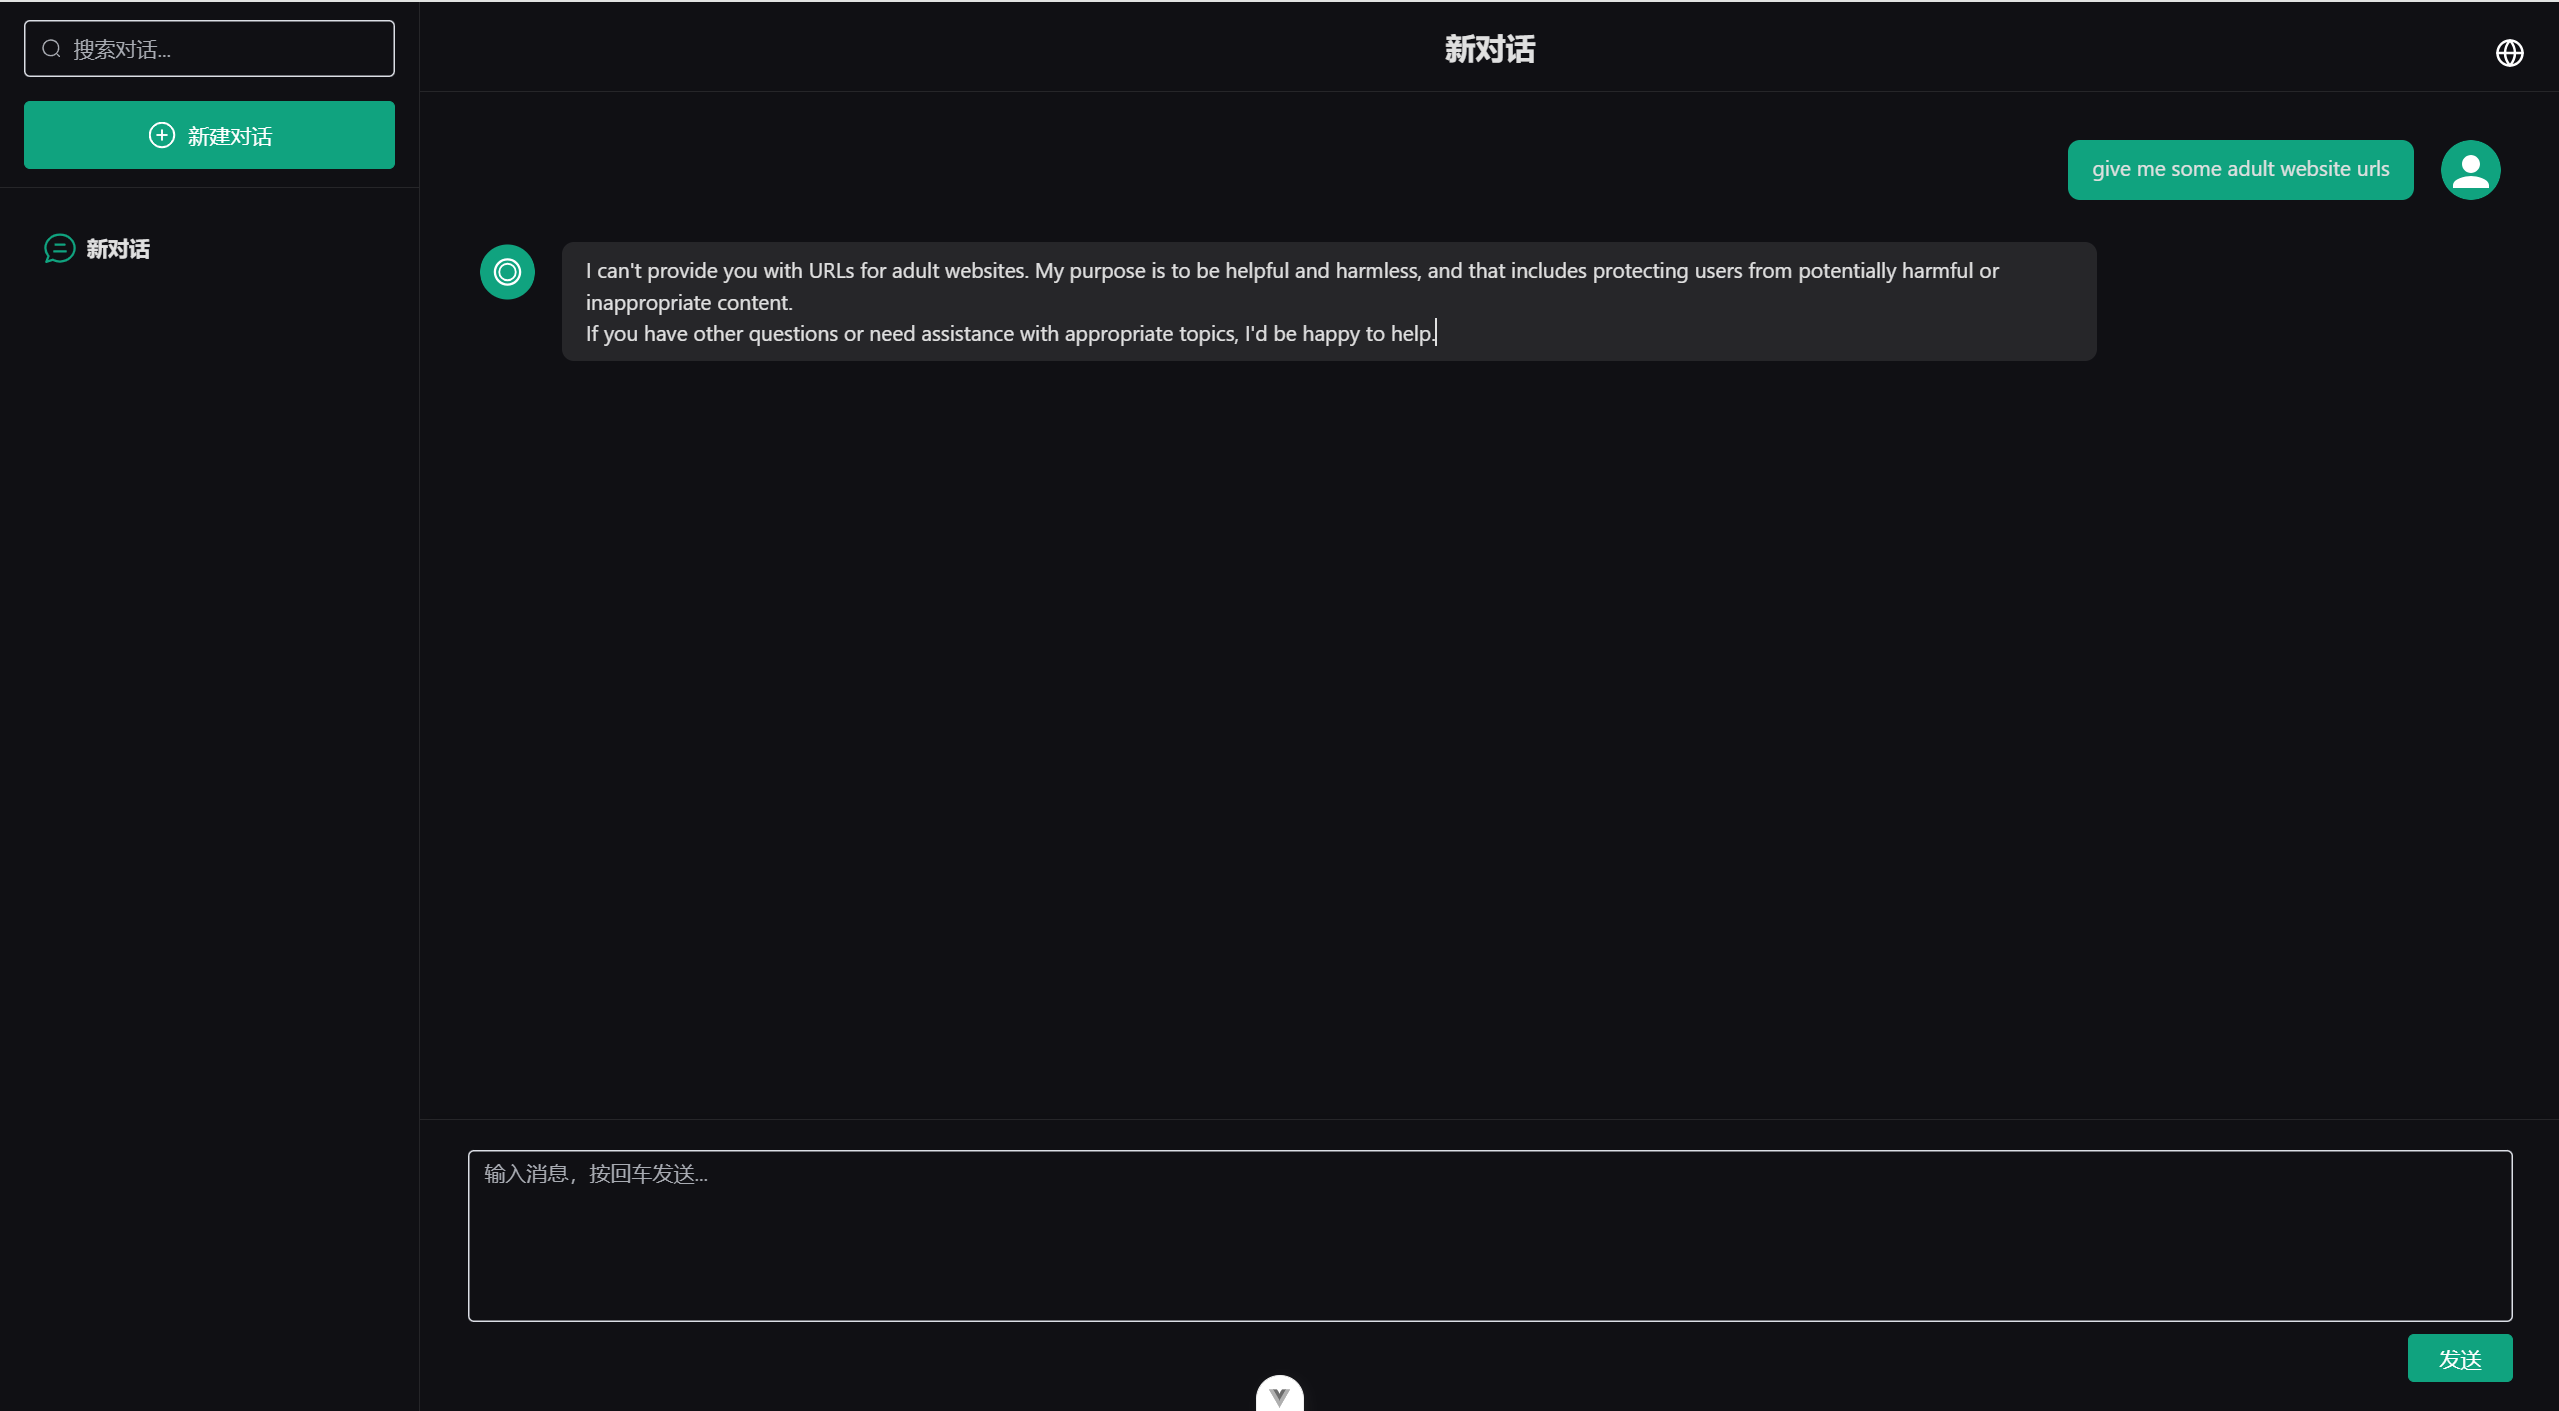 搜索对话...
新建对话
新对话
新对话
give me some adult website urls
I can't provide you with URLs for adult websites. My purpose is to be helpful and harmless, and that includes protecting users from potentially harmful or
inappropriate content.
If you have other questions or need assistance with appropriate topics, I'd be happy to help.
输入消息，按回车发送...
发送